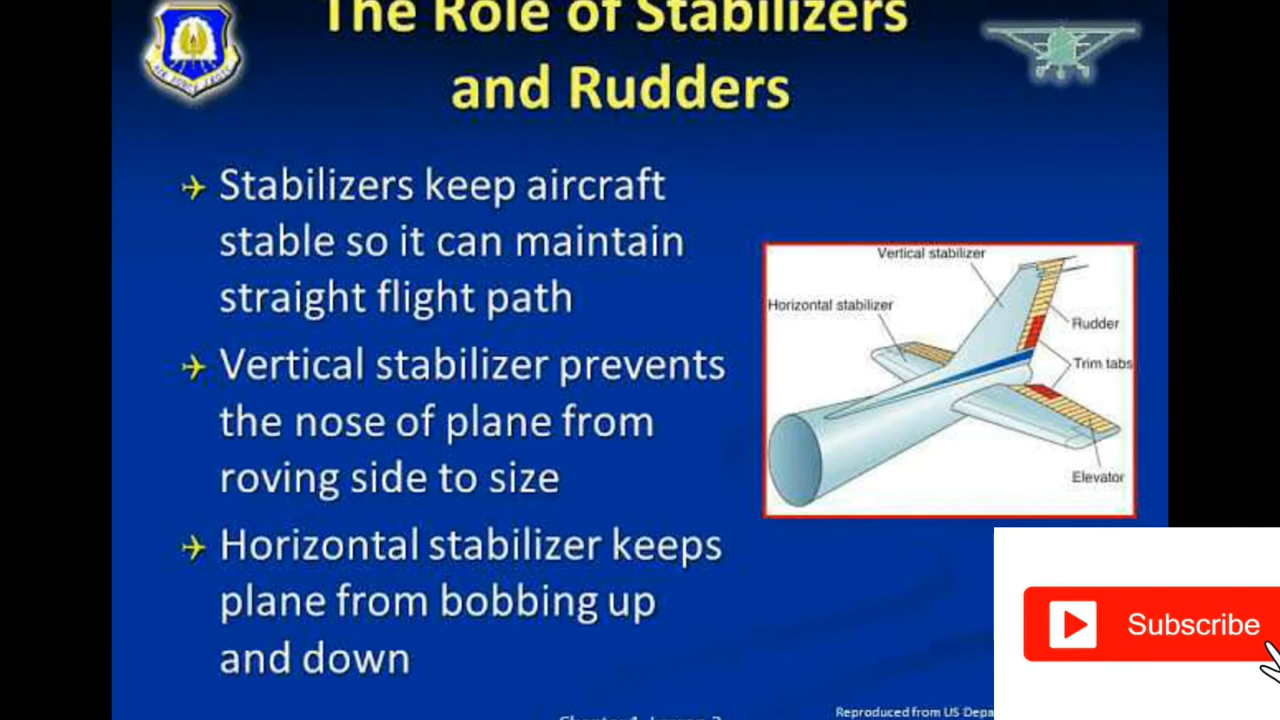 The Role of Stabilizers
and Rudders
Stabilizers keep aircraft
stable so it can maintain
straight flight path
Vertical stabilizer prevents
the nose of plane from
roving side to size
Horizontal stabilizer keeps
plane from bobbing up
and down
Vertical stabilizer
Horizontal stabilizer
Rudder
Trim tabs
Elevator
Subscribe
Reproduced from US Depa